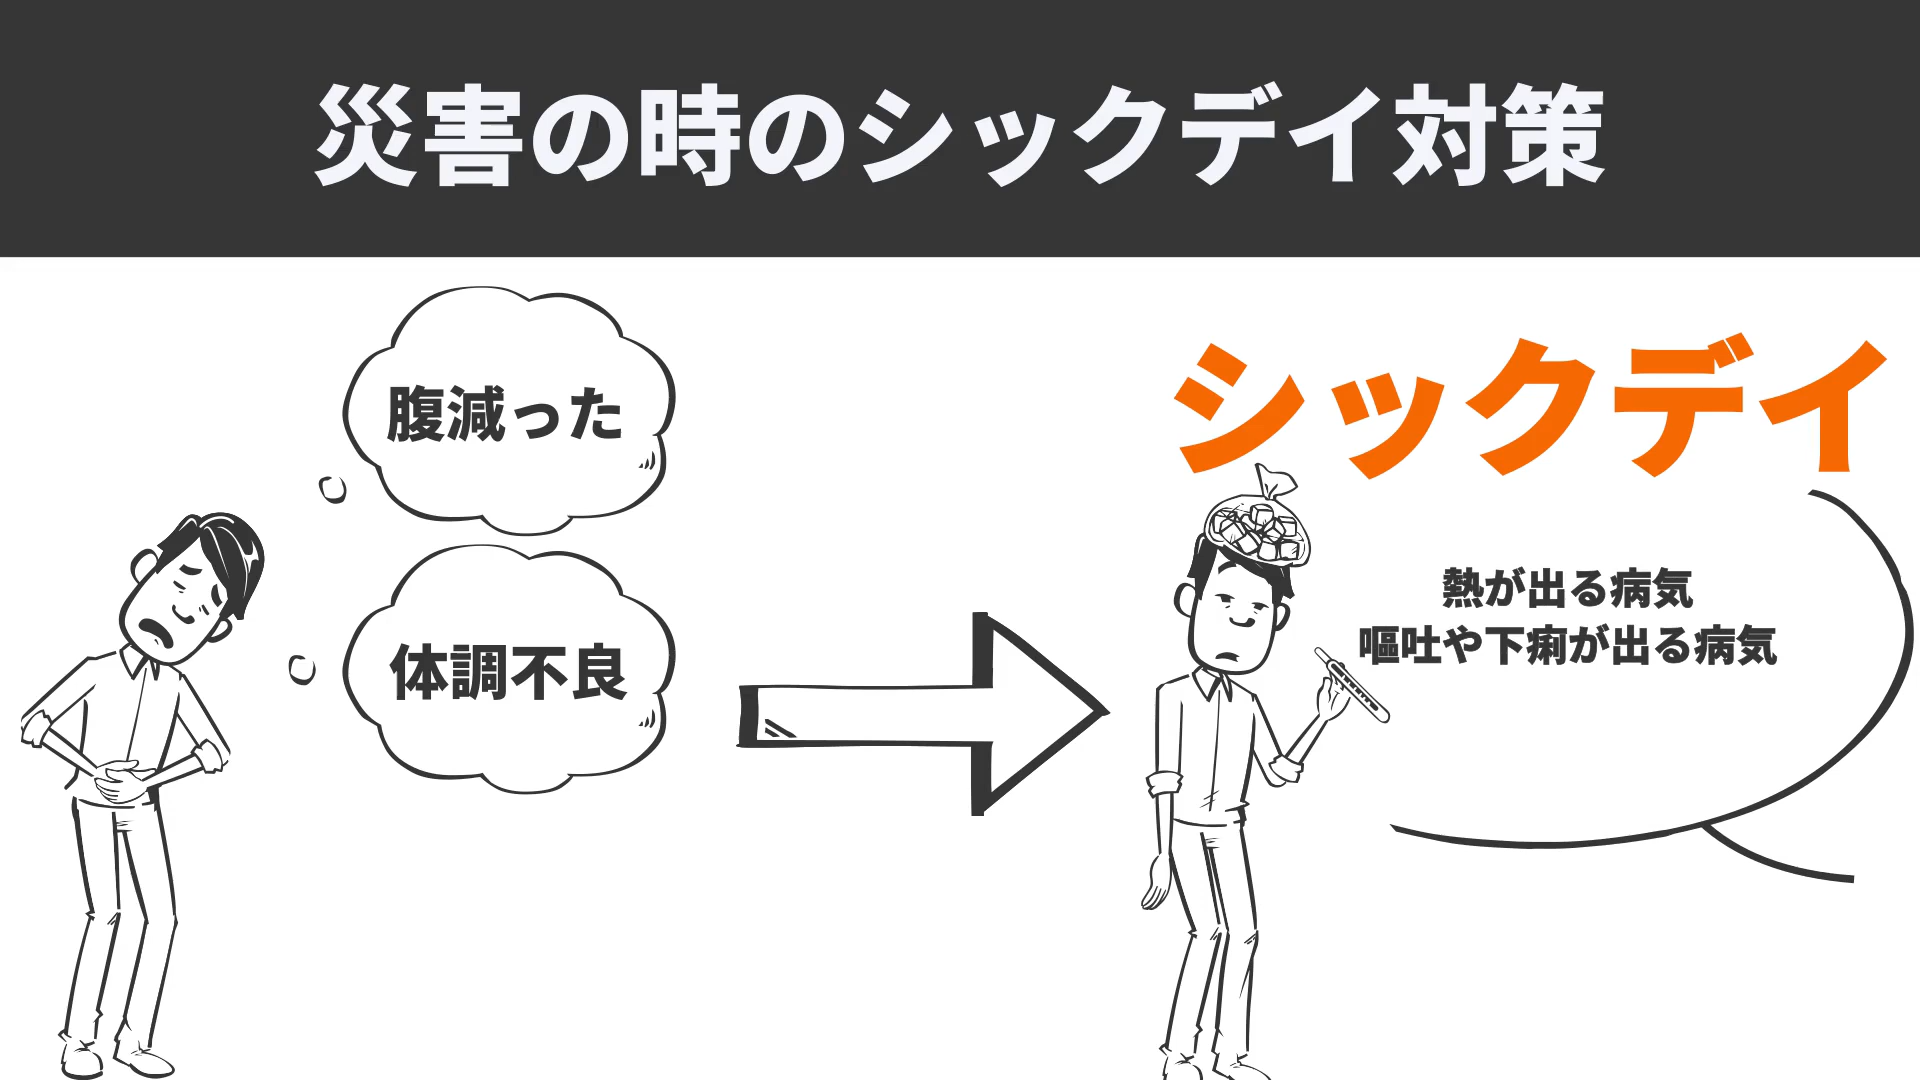 災害の時のシックデイ対策
腹減った
体調不良
シックデイ
熱が出る病気
嘔吐や下痢が出る病気